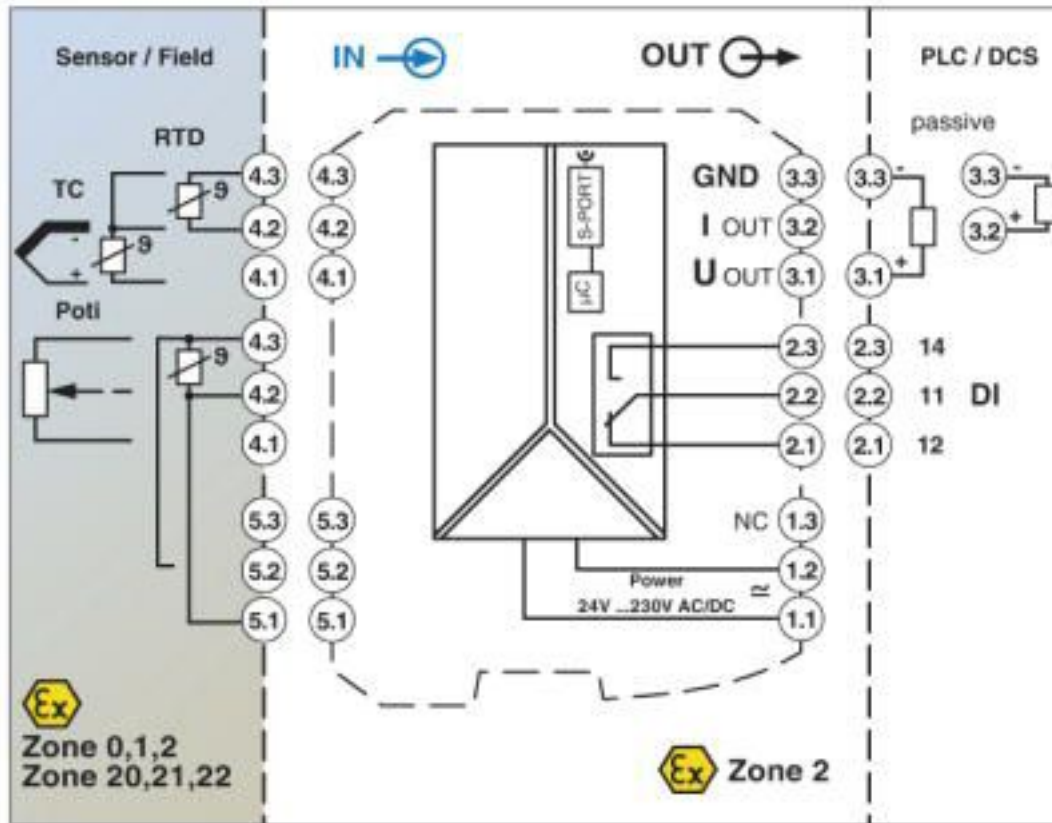 Sensor / Field
IN
OUT
PLC / DCS
passive
RTD
TC
ϑ
ϑ
-
+
4.3
4.2
4.1
4.3
4.2
4.1
S-PORT
µC
GND
I OUT
U OUT
3.3
3.2
3.1
3.3
-
3.1
+
3.3
-
3.2
+
Poti
ϑ
4.3
4.2
4.1
2.3
2.2
2.1
2.3
2.2
2.1
14
11
12
DI
5.3
5.2
5.1
5.3
5.2
5.1
NC
1.3
1.2
1.1
Power
24V ...230V AC/DC
≃
Ex
Zone 0,1,2
Zone 20,21,22
Ex
Zone 2